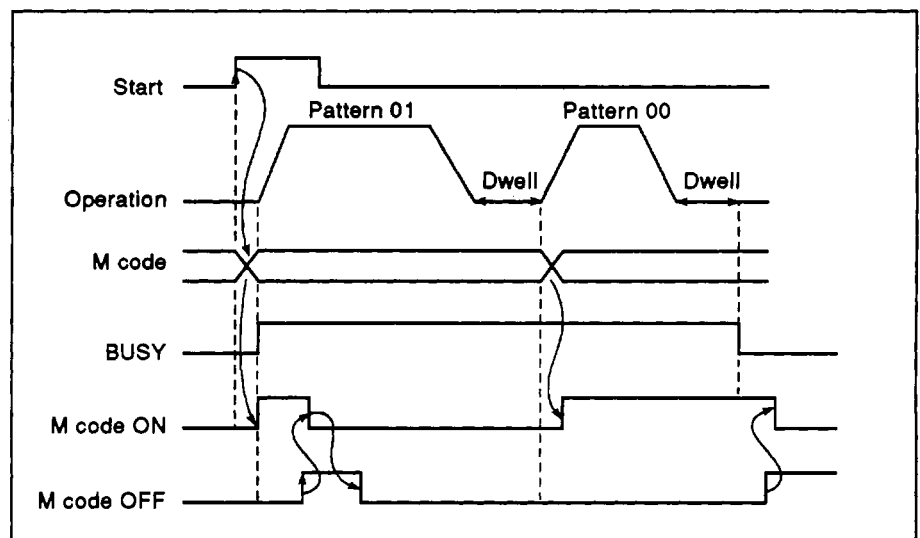 Start
Pattern 01
Pattern 00
Dwell
Dwell
Operation
M code
BUSY
M code ON
M code OFF